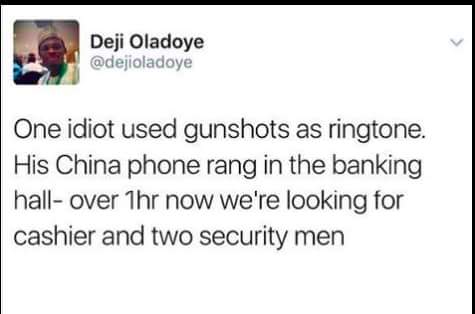 Deji Oladoye
@dejioladoye
One idiot used gunshots as ringtone.
His China phone rang in the banking
hall- over 1hr now we're looking for
cashier and two security men